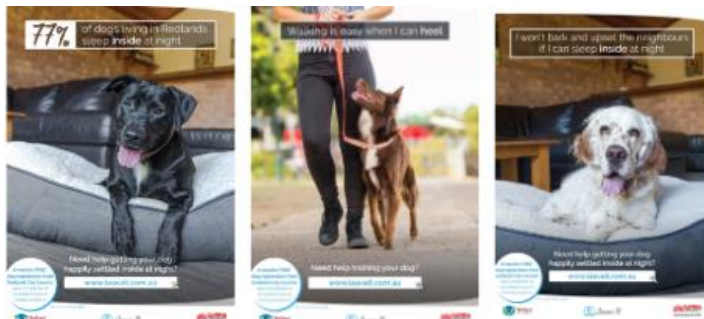 77%
of dogs living in Redlands
sleep inside at night
Need help getting your dog
happily settled inside at night?
www.leaveit.com.au
Walking is easy when I can heel
Need help training your dog?
www.leaveit.com.au
I won't bark and upset the neighbours
if I can sleep inside at night
Need help getting your dog
happily settled inside at night?
www.leaveit.com.au